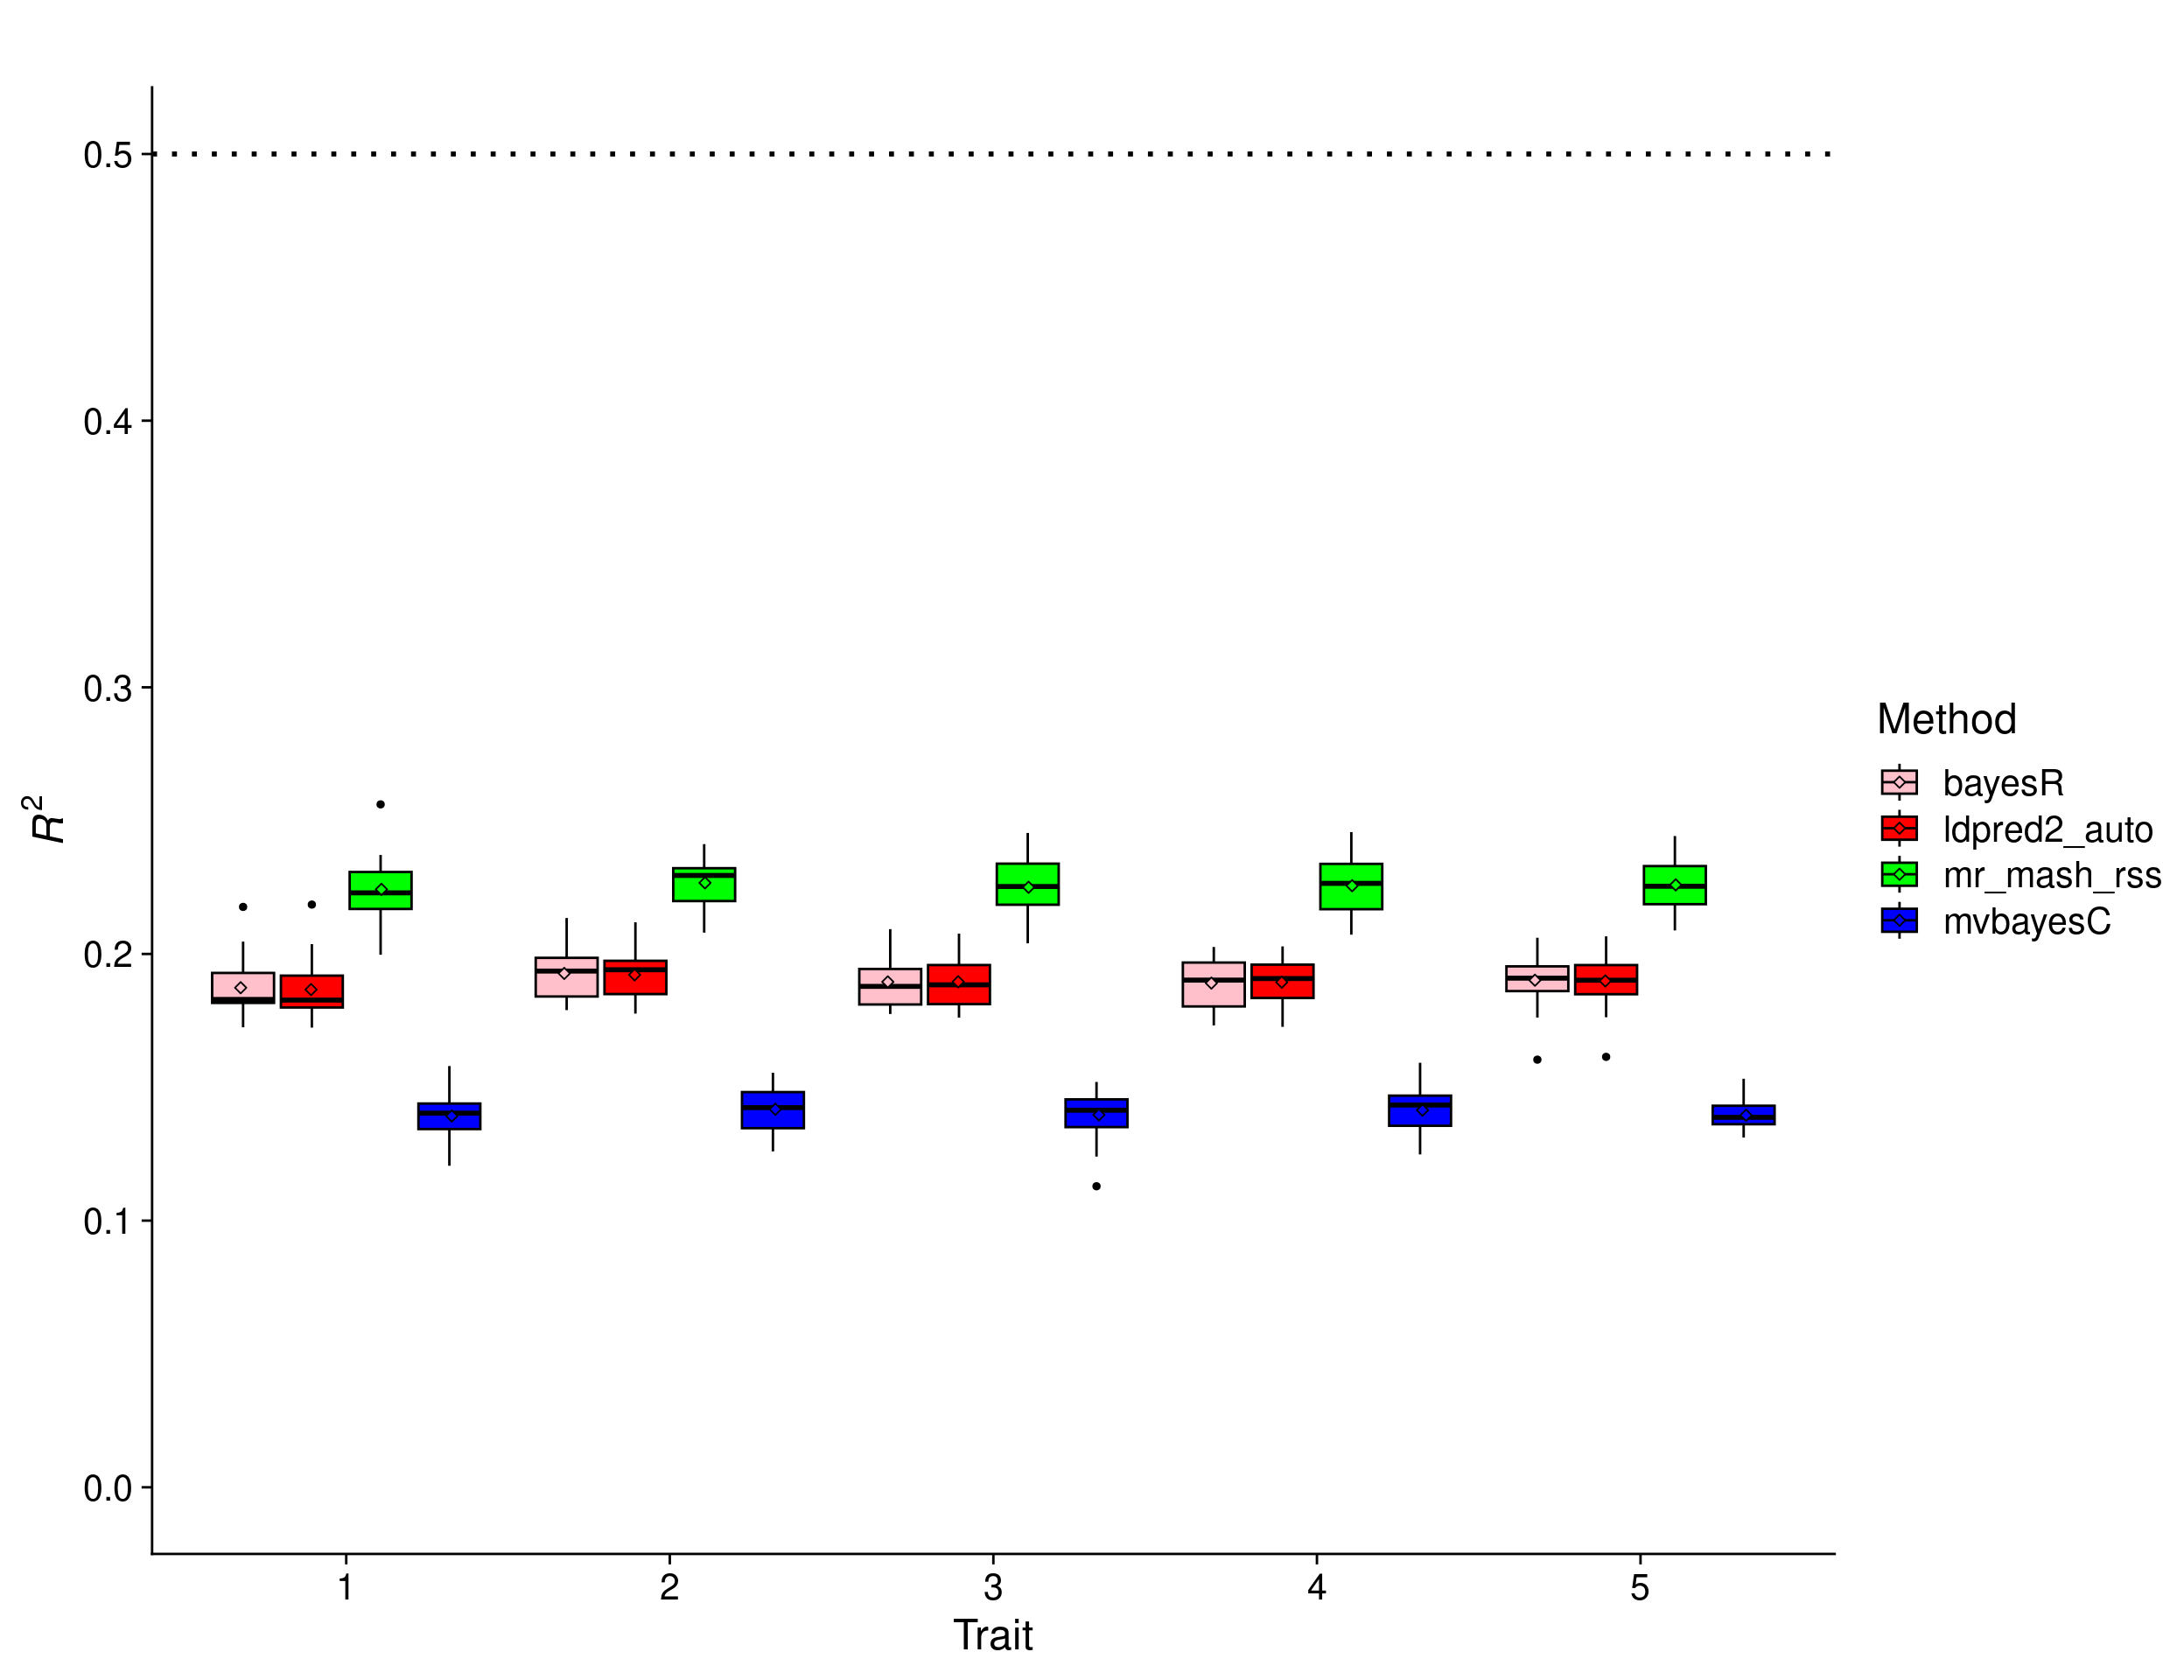 0.5
0.4
0.3
0.2
0.1
0.0
R²
1 2 3 4 5
Trait
Method
bayesR
ldpred2_auto
mr_mash_rss
mvbayesC